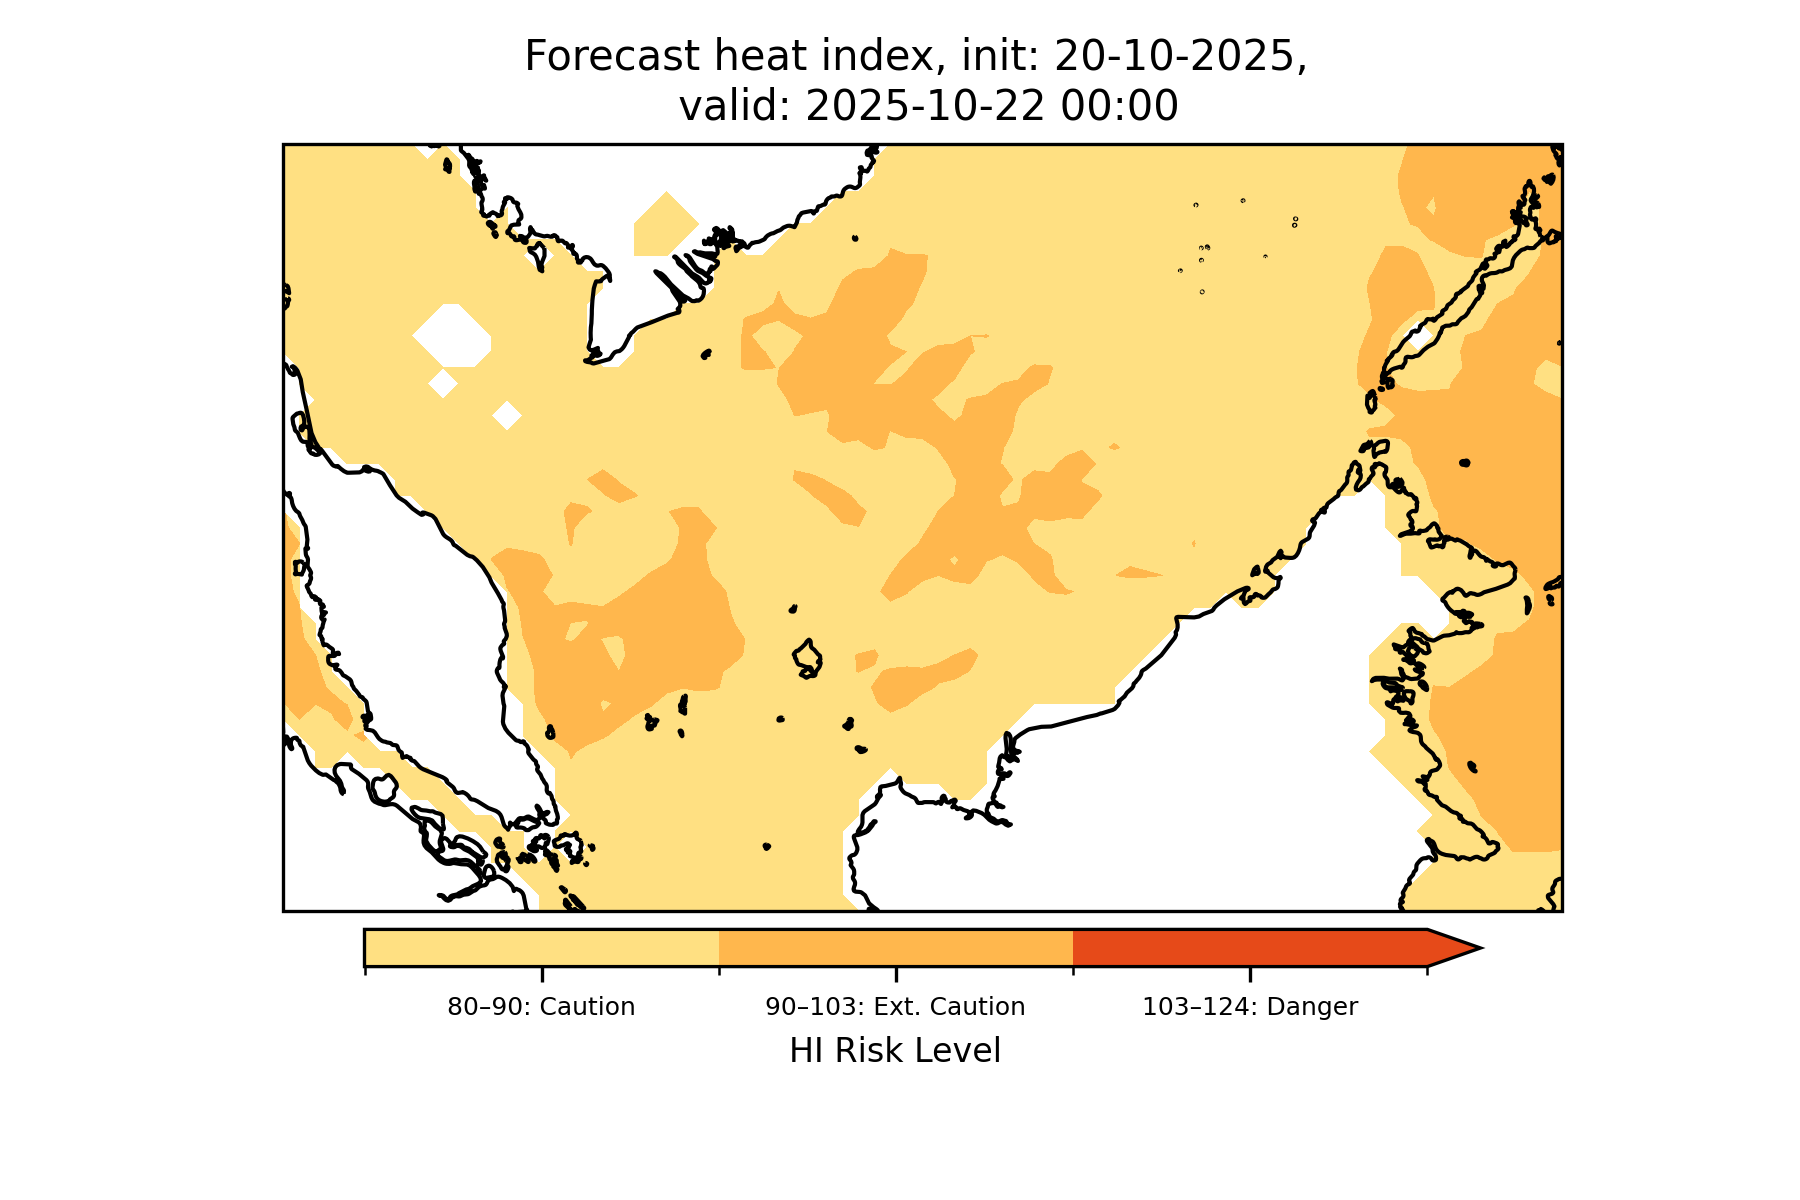 Forecast heat index, init: 20-10-2025,
valid: 2025-10-22 00:00
80–90: Caution
90–103: Ext. Caution
103–124: Danger
HI Risk Level